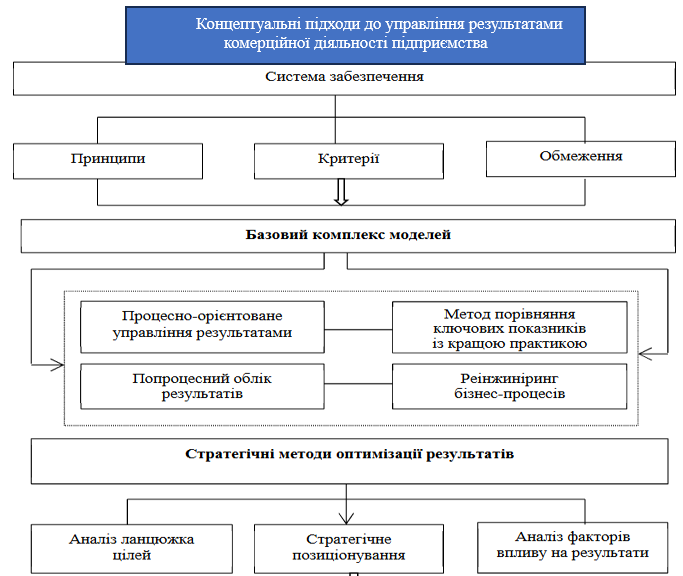 Концептуальні підходи до управління результатами
комерційної діяльності підприємства
Система забезпечення
Принципи
Критерії
Обмеження
Базовий комплекс моделей
Процесно-орієнтоване
управління результатами
Метод порівняння
ключових показників
із кращою практикою
Попроцесний облік
результатів
Реінжиніринг
бізнес-процесів
Стратегічні методи оптимізації результатів
Аналіз ланцюжка
цілей
Стратегічне
позиціонування
Аналіз факторів
впливу на результати